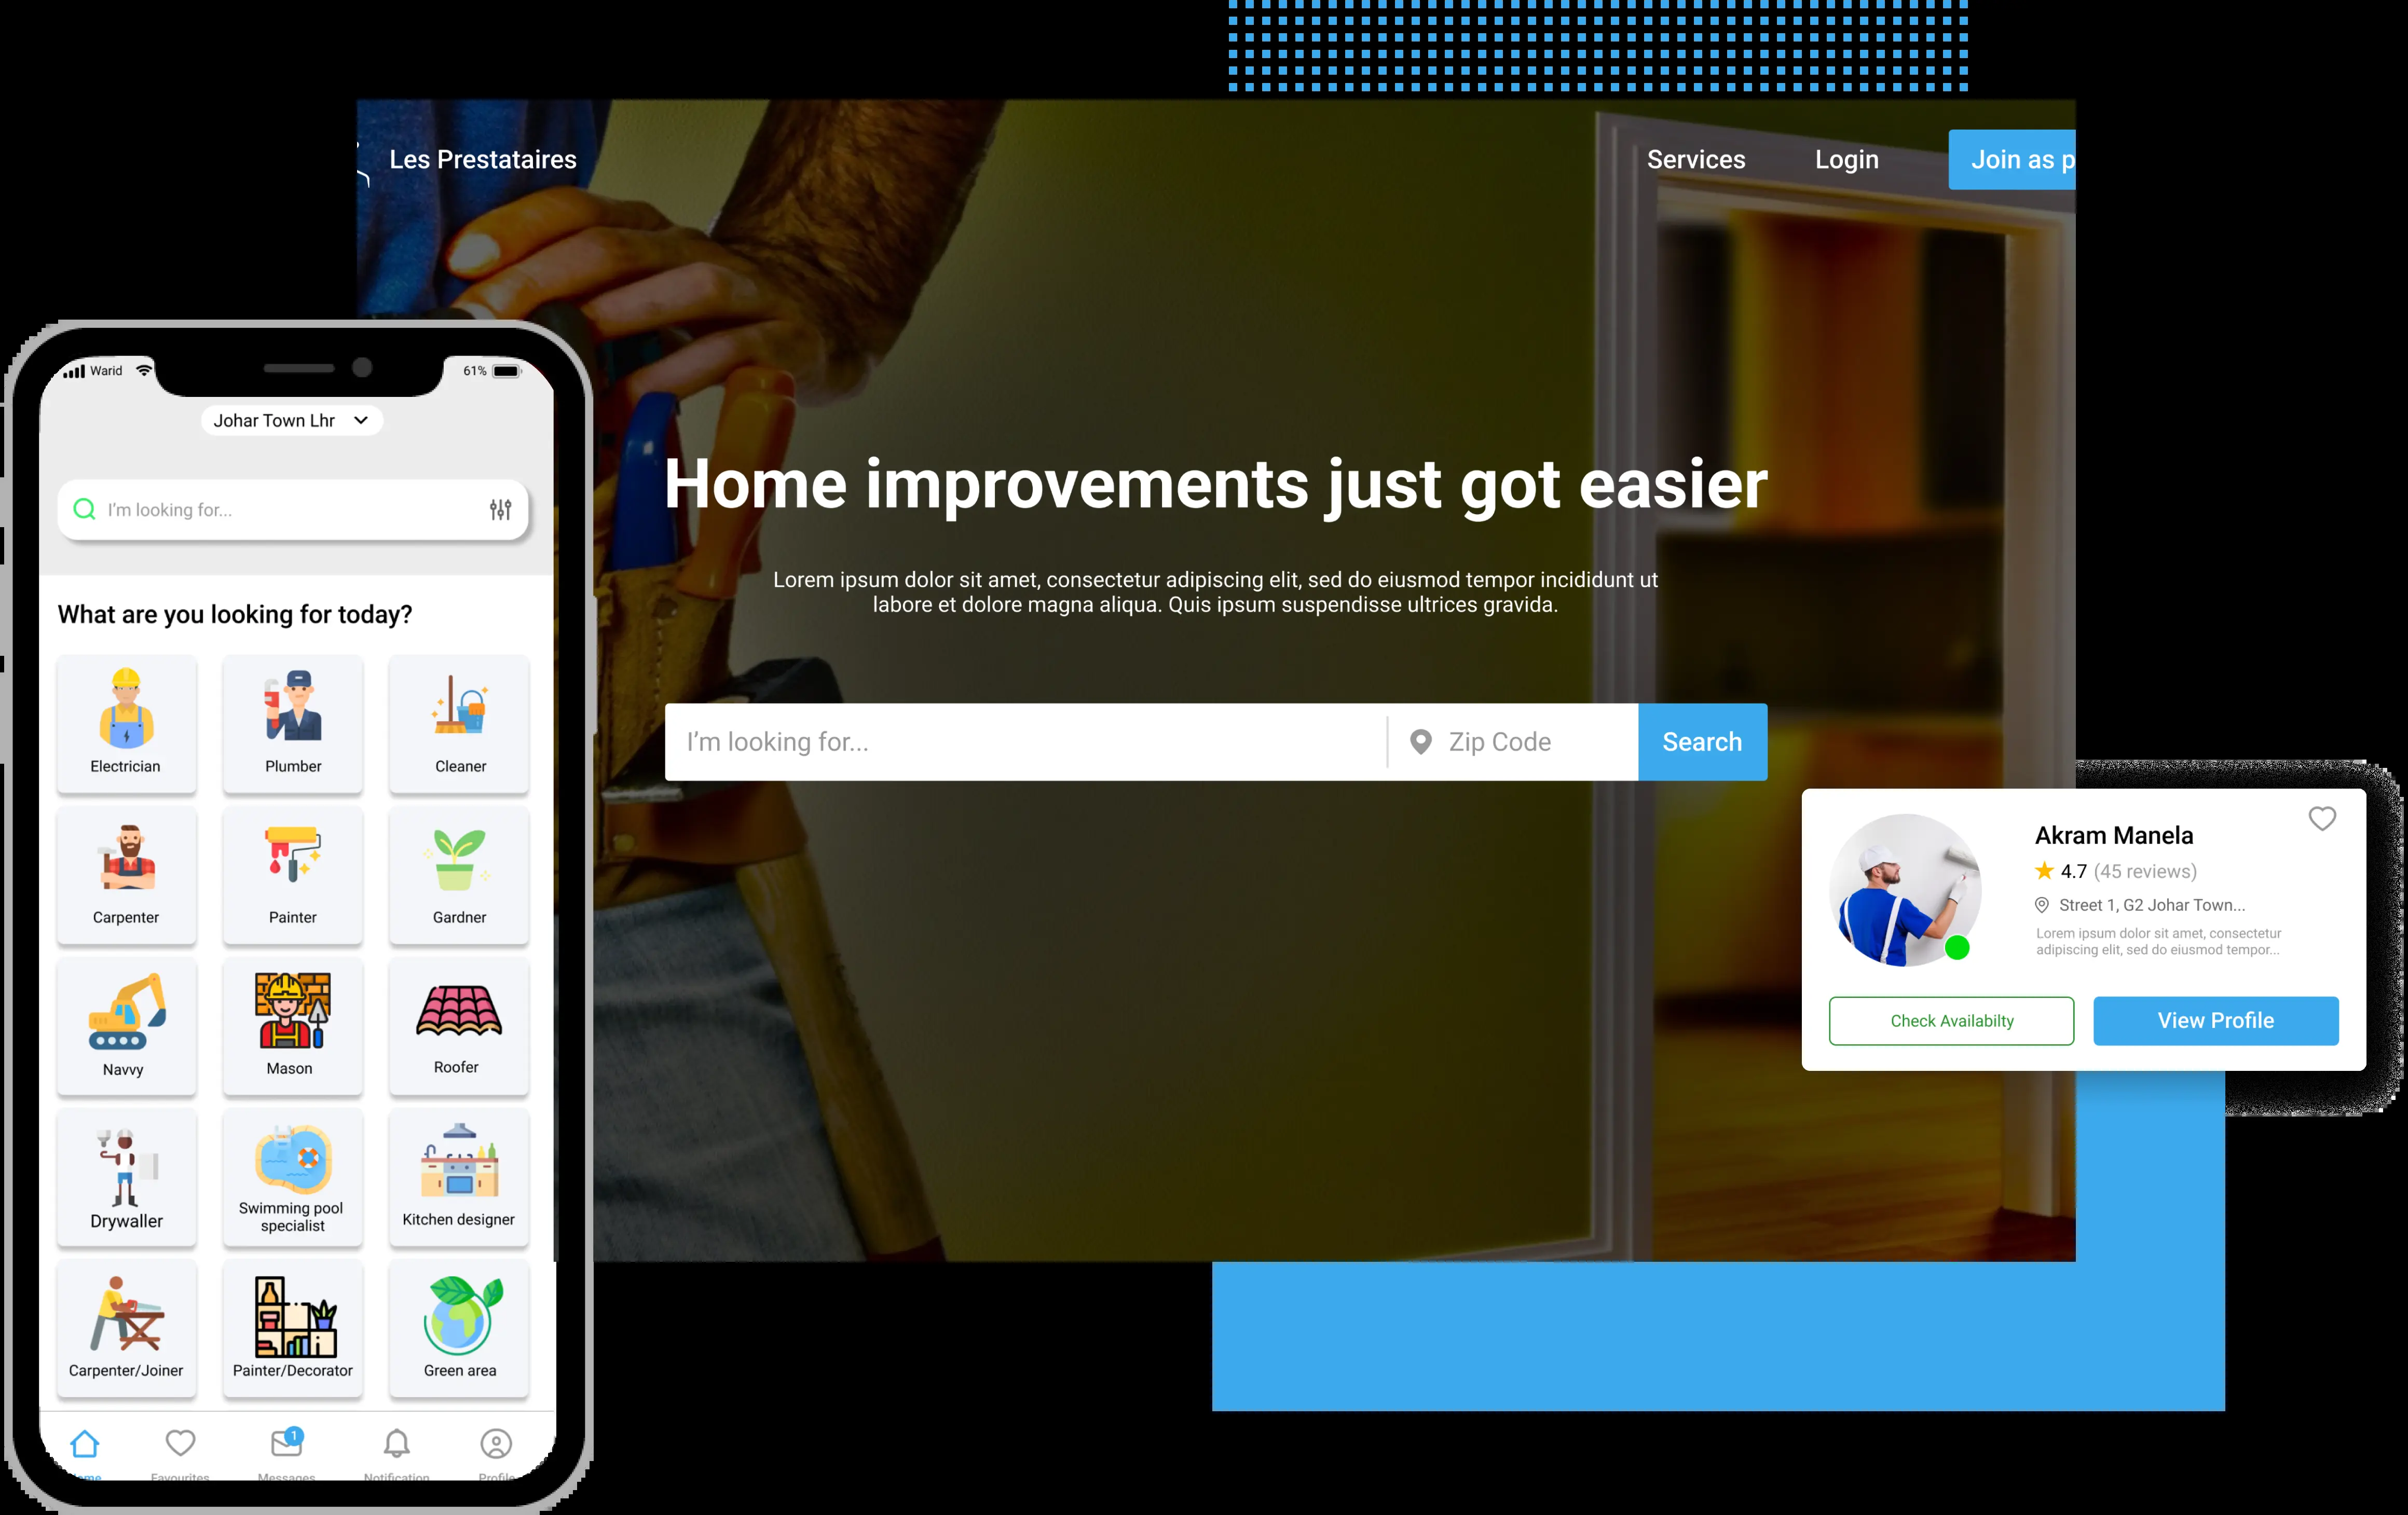 Les Prestataires
Services
Login
Join as p
Home improvements just got easier
Lorem ipsum dolor sit amet, consectetur adipiscing elit, sed do eiusmod tempor incididunt ut
labore et dolore magna aliqua. Quis ipsum suspendisse ultrices gravida.
I'm looking for...
Zip Code
Search
Warid
61%
Johar Town Lhr
I'm looking for...
What are you looking for today?
Electrician
Plumber
Cleaner
Carpenter
Painter
Gardner
Navvy
Mason
Roofer
Drywaller
Swimming pool
specialist
Kitchen designer
Carpenter/Joiner
Painter/Decorator
Green area
1
Favourites
Messages
Notification
Profile
Akram Manela
4.7 (45 reviews)
Street 1, G2 Johar Town...
Lorem ipsum dolor sit amet, consectetur
adipiscing elit, sed do eiusmod tempor...
Check Availabilty
View Profile